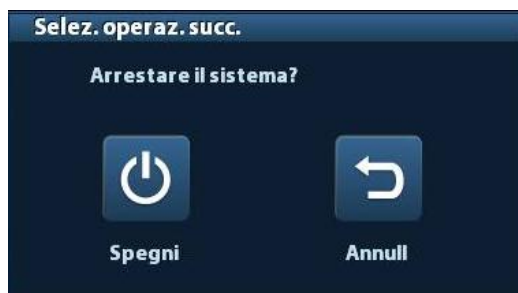 Selez. operaz. succ.
Arrestare il sistema?
Spegni
Annull